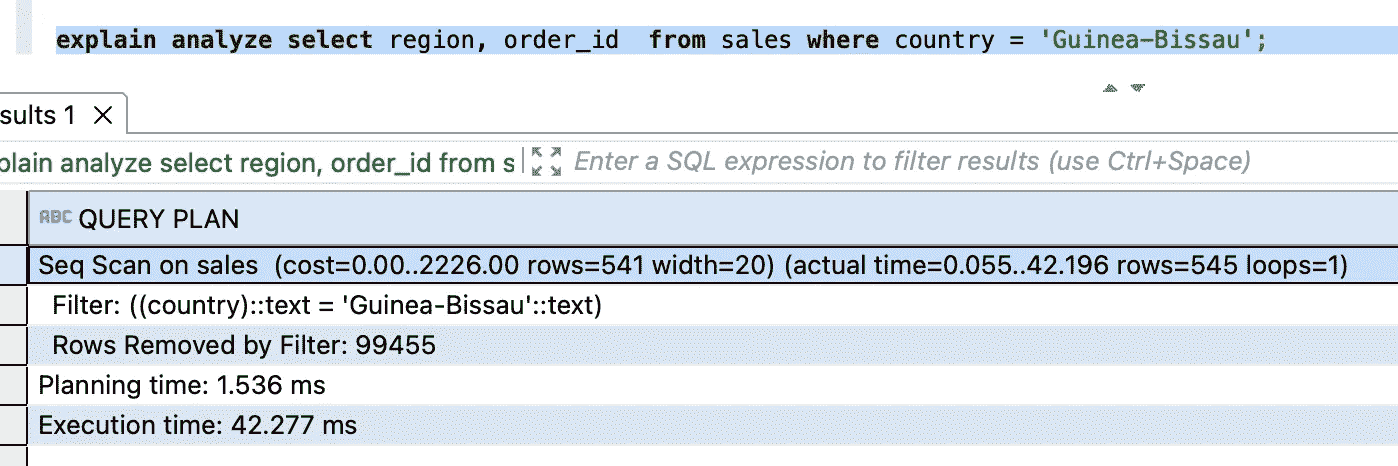 explain analyze select region, order_id  from sales where country = 'Guinea-Bissau';
sults 1
plain analyze select region, order_id from s Enter a SQL expression to filter results (use Ctrl+Space)
ABC QUERY PLAN
Seq Scan on sales  (cost=0.00..2226.00 rows=541 width=20) (actual time=0.055..42.196 rows=545 loops=1)
Filter: ((country)::text = 'Guinea-Bissau'::text)
Rows Removed by Filter: 99455
Planning time: 1.536 ms
Execution time: 42.277 ms